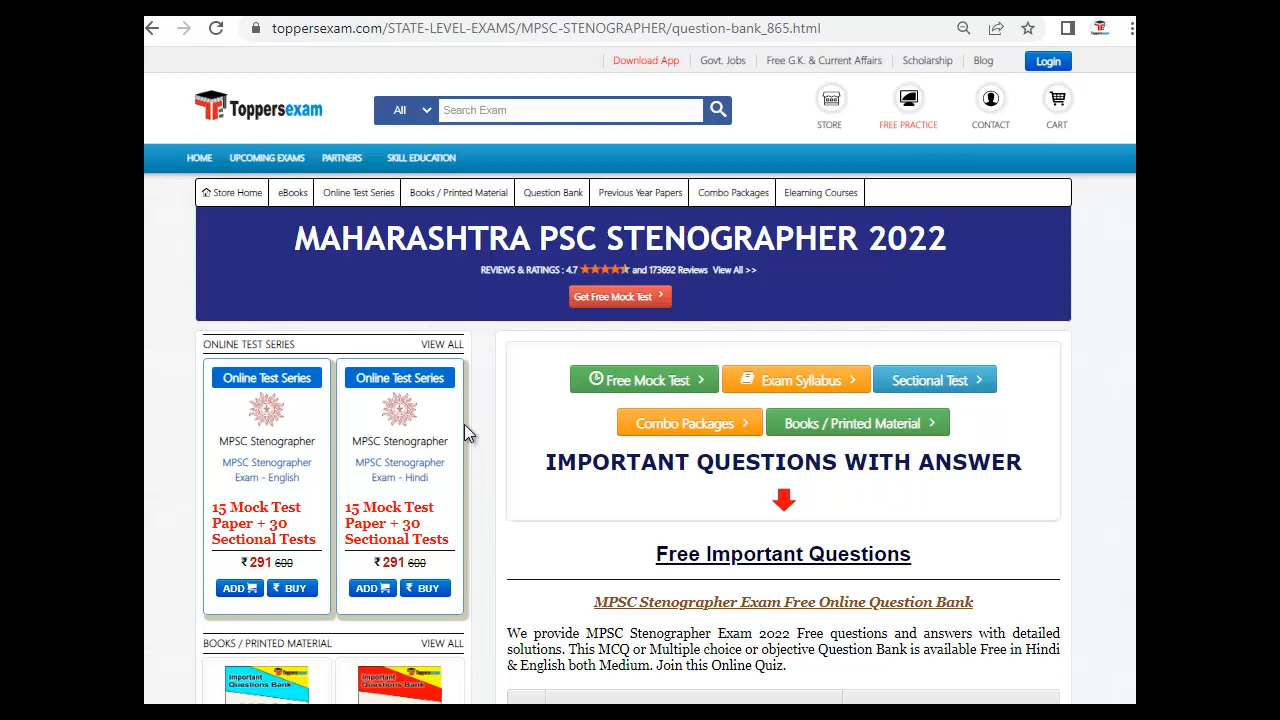 toppersexam.com/STATE-LEVEL-EXAMS/MPSC-STENOGRAPHER/question-bank_865.html
Download App Govt. Jobs Free G.K. & Current Affairs Scholarship Blog Login
Toppersexam
All Search Exam
STORE FREE PRACTICE CONTACT CART
HOME UPCOMING EXAMS PARTNERS SKILL EDUCATION
Store Home eBooks Online Test Series Books / Printed Material Question Bank Previous Year Papers Combo Packages Elearning Courses
MAHARASHTRA PSC STENOGRAPHER 2022
REVIEWS & RATINGS : 4.7 and 173692 Reviews View All >>
Get Free Mock Test
ONLINE TEST SERIES VIEW ALL
Online Test Series
MPSC Stenographer
MPSC Stenographer
Exam - English
15 Mock Test
Paper + 30
Sectional Tests
₹ 291 600
ADD ₹ BUY
Online Test Series
MPSC Stenographer
MPSC Stenographer
Exam - Hindi
15 Mock Test
Paper + 30
Sectional Tests
₹ 291 600
ADD ₹ BUY
BOOKS / PRINTED MATERIAL VIEW ALL
Important
Questions Bank
Important
Questions Bank
Free Mock Test Exam Syllabus Sectional Test
Combo Packages Books / Printed Material
IMPORTANT QUESTIONS WITH ANSWER
Free Important Questions
MPSC Stenographer Exam Free Online Question Bank
We provide MPSC Stenographer Exam 2022 Free questions and answers with detailed
solutions. This MCQ or Multiple choice or objective Question Bank is available Free in Hindi
& English both Medium. Join this Online Quiz.